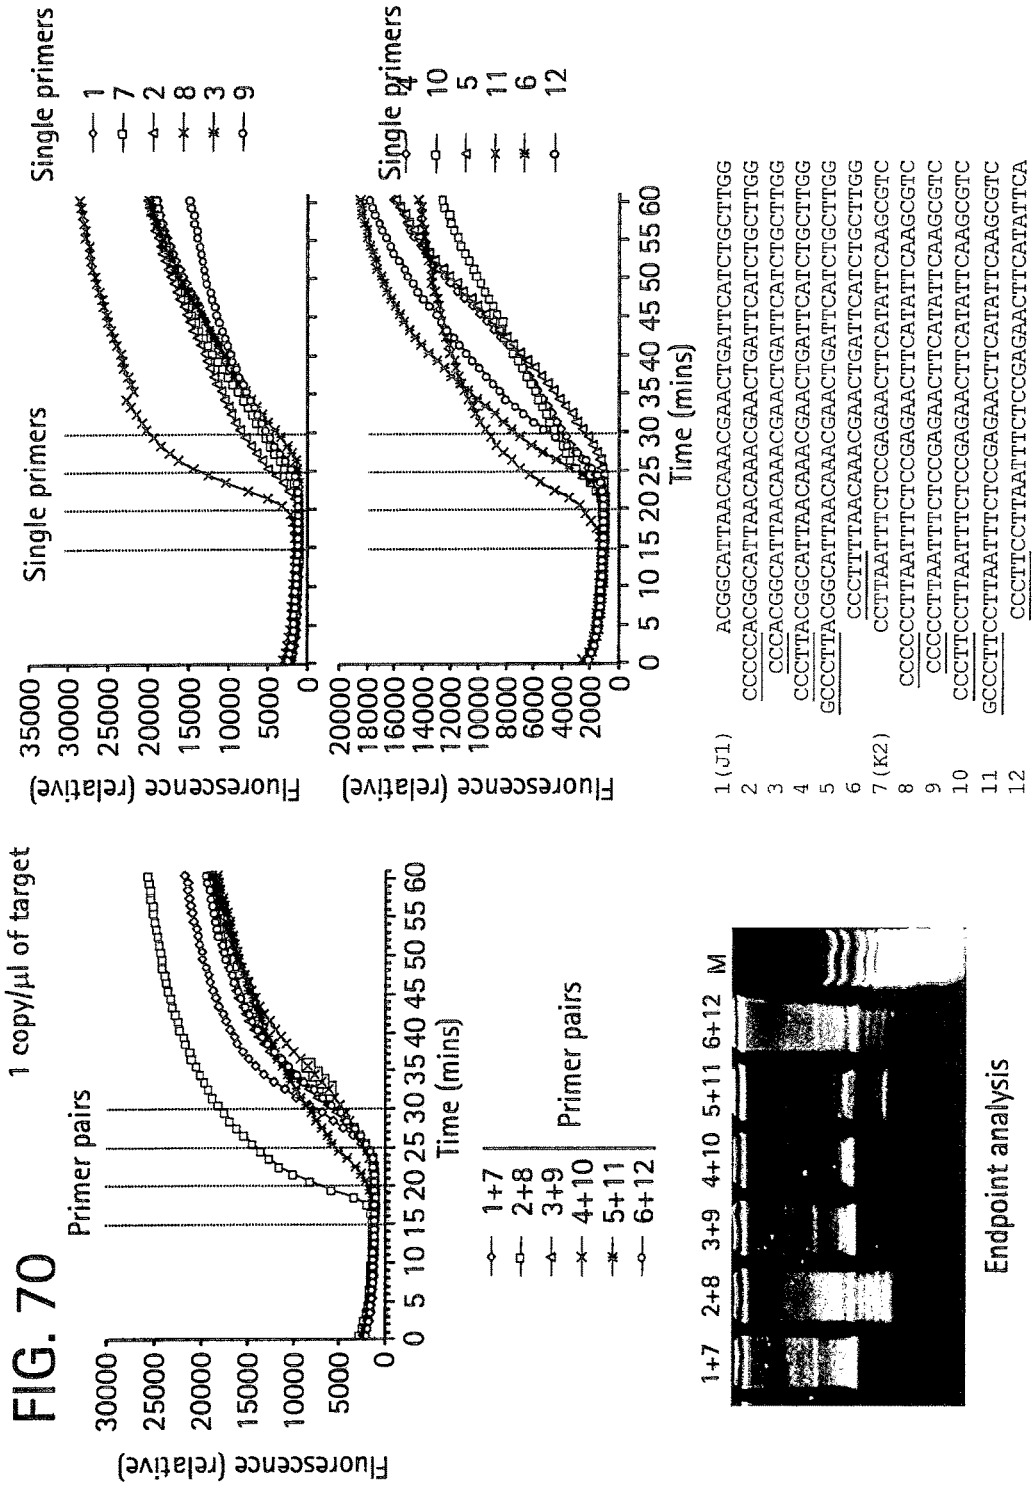 FIG. 70
1 copy/µl of target
Primer pairs
30000
25000
20000
15000
10000
5000
0
Fluorescence (relative)
0 5 10 15 20 25 30 35 40 45 50 55 60
Time (mins)
Primer pairs
1+7
2+8
3+9
4+10
5+11
6+12
1+7 2+8 3+9 4+10 5+11 6+12 M
Endpoint analysis
Single primers
35000
30000
25000
20000
15000
10000
5000
0
Fluorescence (relative)
Single primers
1
7
2
8
3
9
20000
18000
16000
14000
12000
10000
8000
6000
4000
2000
0
Fluorescence (relative)
0 5 10 15 20 25 30 35 40 45 50 55 60
Time (mins)
Single primers
4
10
5
11
6
12
1(J1) ACGGCATTAACAAACGAACTGATTCATCTGCTTGG
2 CCCCCACGGCATTAACAAACGAACTGATTCATCTGCTTGG
3 CCCACGGCATTAACAAACGAACTGATTCATCTGCTTGG
4 CCCTTACGGCATTAACAAACGAACTGATTCATCTGCTTGG
5 GCCCTTACGGCATTAACAAACGAACTGATTCATCTGCTTGG
6 CCCTTTTAACAAACGAACTGATTCATCTGCTTGG
7(K2) CCTTAATTTCTCCGAGAACTTCATATTCAAGCGTC
8 CCCCCCTTAATTTCTCCGAGAACTTCATATTCAAGCGTC
9 CCCCCTTAATTTCTCCGAGAACTTCATATTCAAGCGTC
10 CCCTTCCTTAATTTCTCCGAGAACTTCATATTCAAGCGTC
11 GCCCTTCCTTAATTTCTCCGAGAACTTCATATTCAAGCGTC
12 CCCTTCCTTAATTTCTCCGAGAACTTCATATTCA